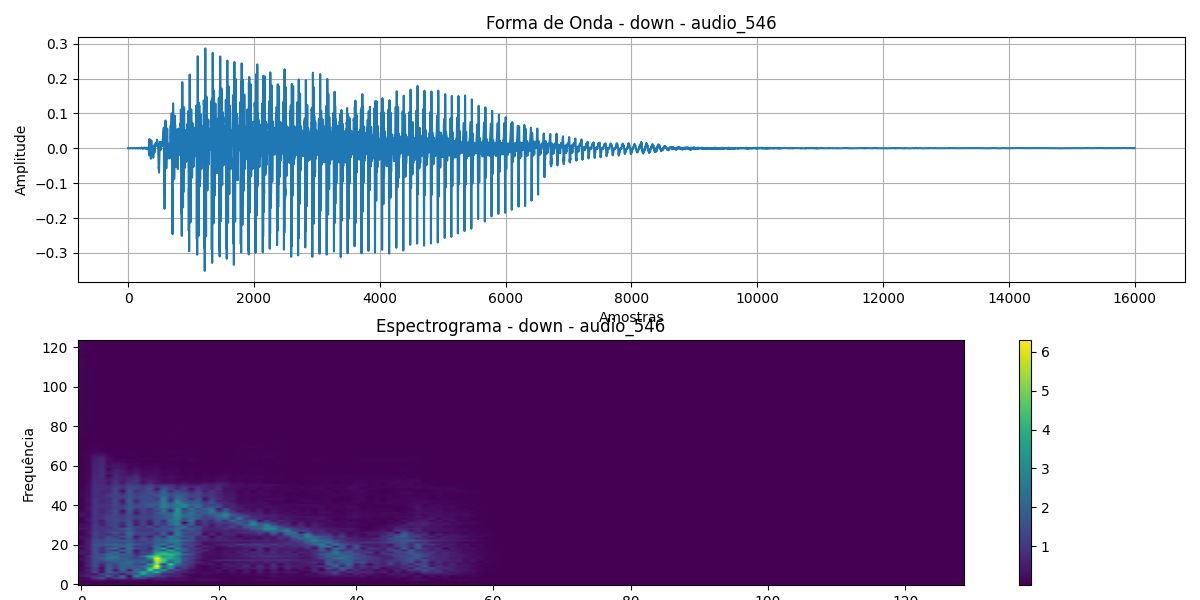 Forma de Onda - down - audio_546
0.3
0.2
0.1
0.0
−0.1
−0.2
−0.3
Amplitude
0 2000 4000 6000 8000 10000 12000 14000 16000
Amostras
Espectrograma - down - audio_546
120
100
80
60
40
20
0
Frequência
0 20 40 60 80 100 120
6
5
4
3
2
1